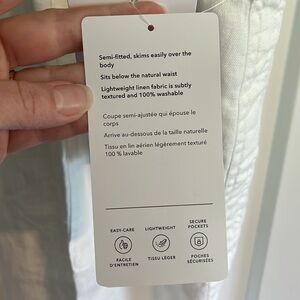 Semi-fitted, skims easily over the
body
Sits below the natural waist
Lightweight linen fabric is subtly
textured and 100% washable
Coupe semi-ajustée qui épouse le
corps
Arrive au-dessous de la taille naturelle
Tissu en lin aérien légèrement texturé
100 % lavable
EASY-CARE
LIGHTWEIGHT
SECURE
POCKETS
FACILE
D'ENTRETIEN
TISSU LÉGER
POCHES
SÉCURISÉES